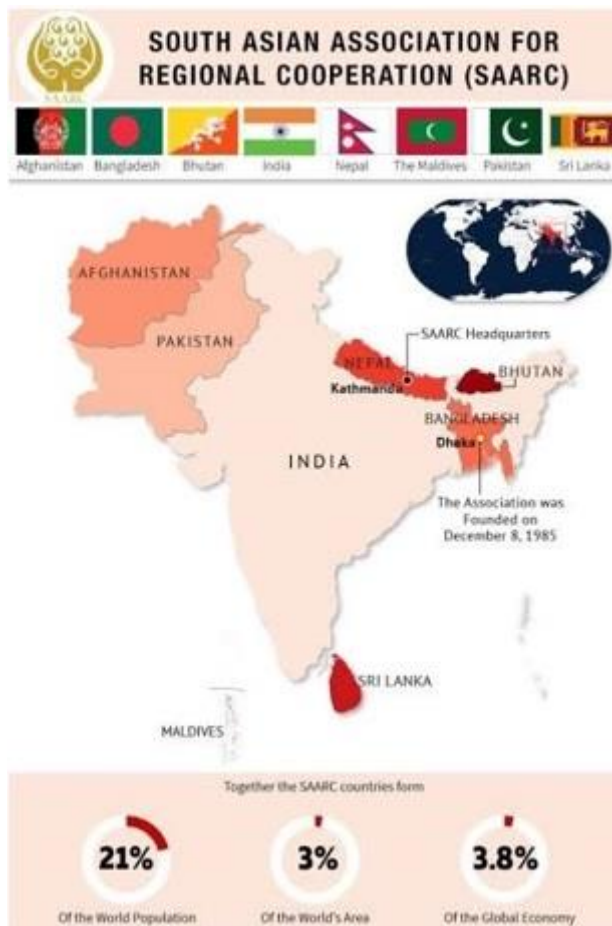 SAARC
SOUTH ASIAN ASSOCIATION FOR
REGIONAL COOPERATION (SAARC)
Afghanistan Bangladesh Bhutan India Nepal The Maldives Pakistan Sri Lanka
AFGHANISTAN
PAKISTAN
SAARC Headquarters
NEPAL
BHUTAN
Kathmandu
BANGLADESH
Dhaka
INDIA
The Association was
Founded on
December 8, 1985
SRI LANKA
MALDIVES
Together the SAARC countries form
21% 3% 3.8%
Of the World Population Of the World's Area Of the Global Economy